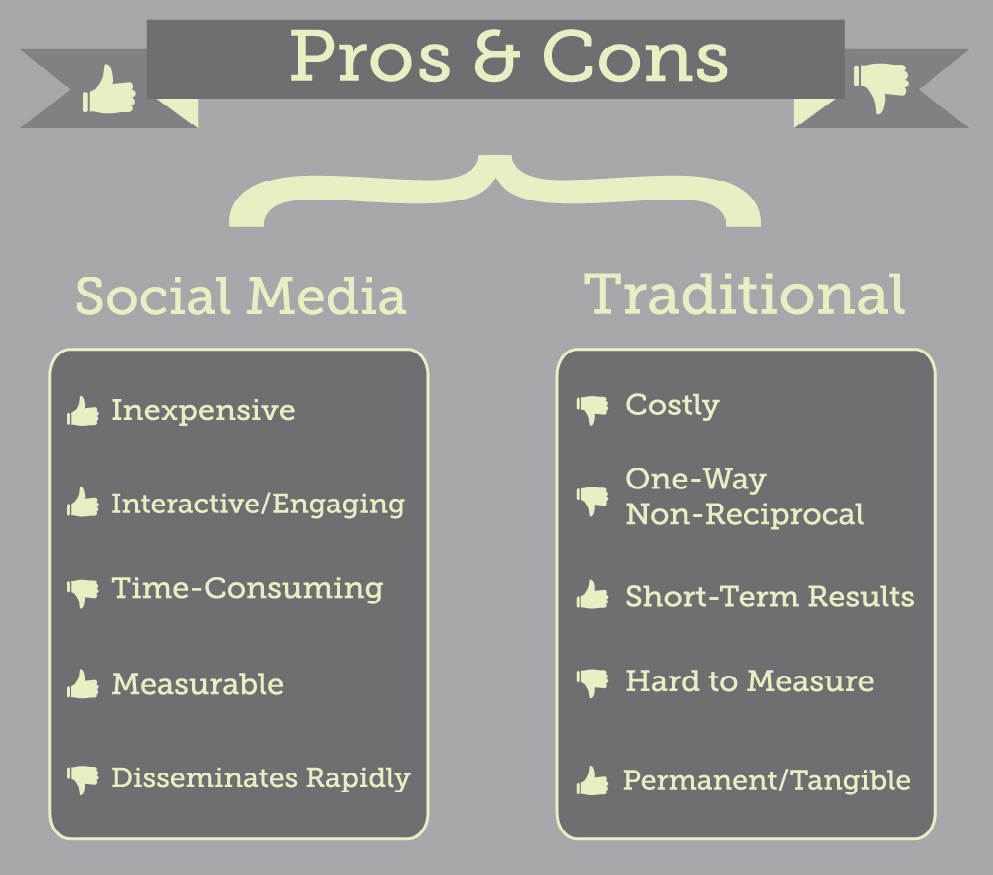 Pros & Cons
Social Media
Inexpensive
Interactive/Engaging
Time-Consuming
Measurable
Disseminates Rapidly
Traditional
Costly
One-Way
Non-Reciprocal
Short-Term Results
Hard to Measure
Permanent/Tangible